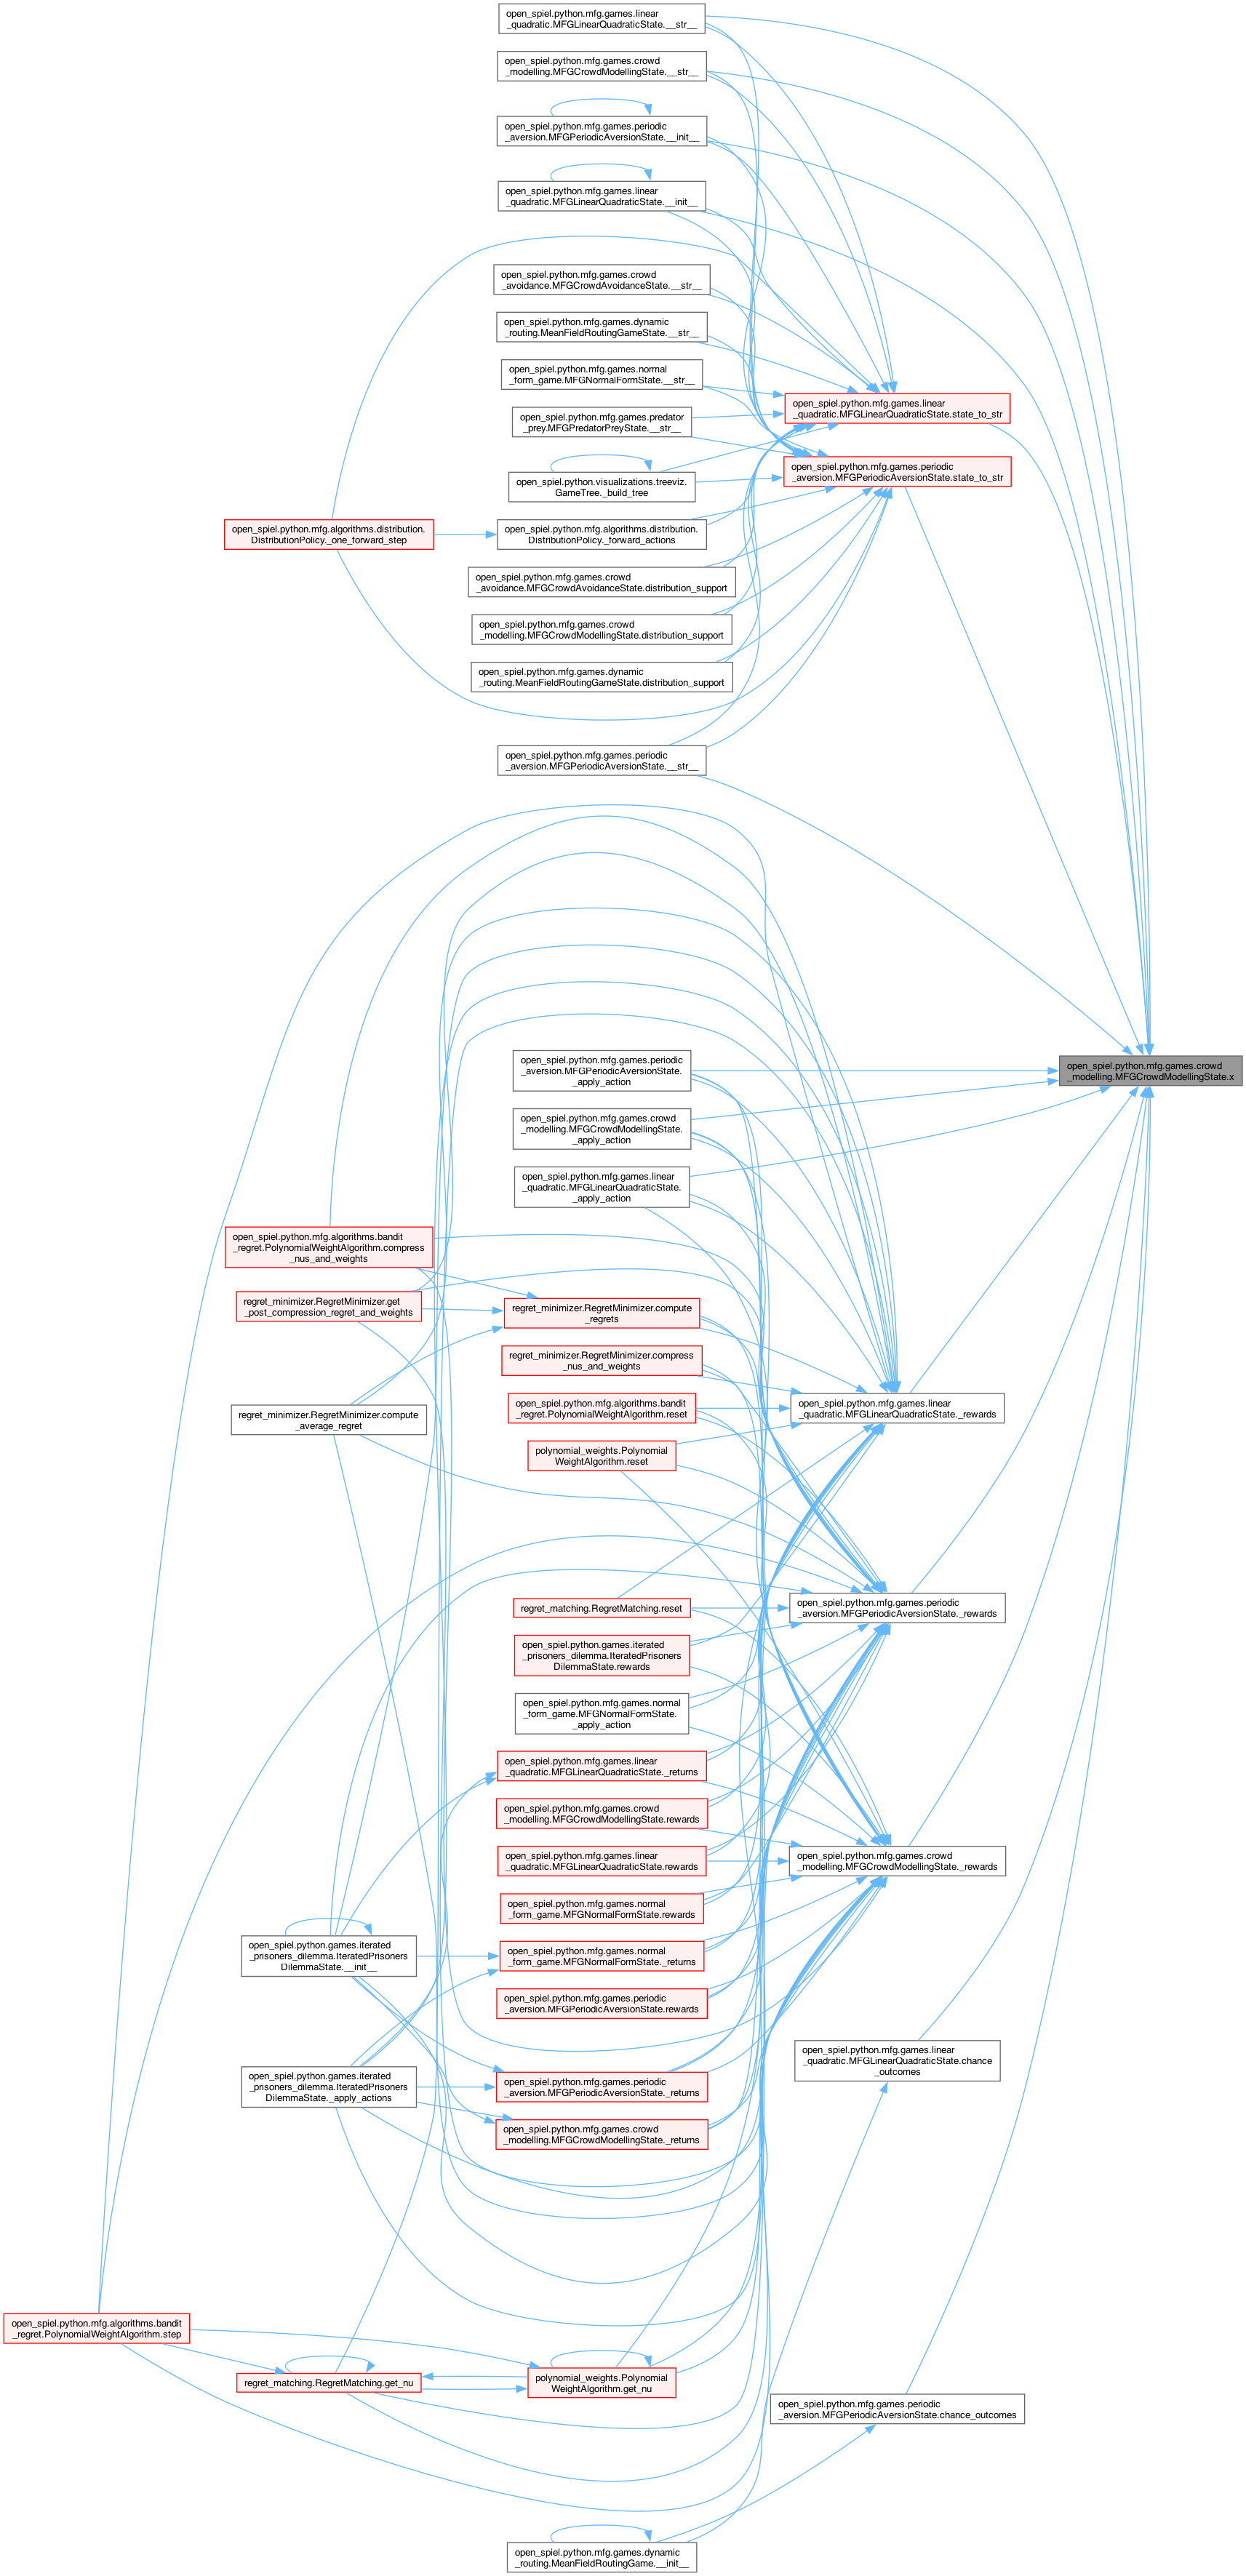 open_spiel.python.mfg.games.linear
_quadratic.MFGLinearQuadraticState.__str__
open_spiel.python.mfg.games.crowd
_modelling.MFGCrowdModellingState.__str__
open_spiel.python.mfg.games.periodic
_aversion.MFGPeriodicAversionState.__init__
open_spiel.python.mfg.games.linear
_quadratic.MFGLinearQuadraticState.__init__
open_spiel.python.mfg.games.crowd
_avoidance.MFGCrowdAvoidanceState.__str__
open_spiel.python.mfg.games.dynamic
_routing.MeanFieldRoutingGameState.__str__
open_spiel.python.mfg.games.normal
_form_game.MFGNormalFormState.__str__
open_spiel.python.mfg.games.linear
_quadratic.MFGLinearQuadraticState.state_to_str
open_spiel.python.mfg.games.predator
_prey.MFGPredatorPreyState.__str__
open_spiel.python.mfg.games.periodic
_aversion.MFGPeriodicAversionState.state_to_str
open_spiel.python.visualizations.treeviz.
GameTree._build_tree
open_spiel.python.mfg.algorithms.distribution.
DistributionPolicy._one_forward_step
open_spiel.python.mfg.algorithms.distribution.
DistributionPolicy._forward_actions
open_spiel.python.mfg.games.crowd
_avoidance.MFGCrowdAvoidanceState.distribution_support
open_spiel.python.mfg.games.crowd
_modelling.MFGCrowdModellingState.distribution_support
open_spiel.python.mfg.games.dynamic
_routing.MeanFieldRoutingGameState.distribution_support
open_spiel.python.mfg.games.periodic
_aversion.MFGPeriodicAversionState.__str__
open_spiel.python.mfg.games.periodic
_aversion.MFGPeriodicAversionState.
_apply_action
open_spiel.python.mfg.games.crowd
_modelling.MFGCrowdModellingState.x
open_spiel.python.mfg.games.crowd
_modelling.MFGCrowdModellingState.
_apply_action
open_spiel.python.mfg.games.linear
_quadratic.MFGLinearQuadraticState.
_apply_action
open_spiel.python.mfg.algorithms.bandit
_regret.PolynomialWeightAlgorithm.compress
_nus_and_weights
regret_minimizer.RegretMinimizer.get
_post_compression_regret_and_weights
regret_minimizer.RegretMinimizer.compute
_regrets
regret_minimizer.RegretMinimizer.compress
_nus_and_weights
open_spiel.python.mfg.algorithms.bandit
_regret.PolynomialWeightAlgorithm.reset
open_spiel.python.mfg.games.linear
_quadratic.MFGLinearQuadraticState._rewards
regret_minimizer.RegretMinimizer.compute
_average_regret
polynomial_weights.Polynomial
WeightAlgorithm.reset
regret_matching.RegretMatching.reset
open_spiel.python.mfg.games.periodic
_aversion.MFGPeriodicAversionState._rewards
open_spiel.python.games.iterated
_prisoners_dilemma.IteratedPrisoners
DilemmaState.rewards
open_spiel.python.mfg.games.normal
_form_game.MFGNormalFormState.
_apply_action
open_spiel.python.mfg.games.linear
_quadratic.MFGLinearQuadraticState._returns
open_spiel.python.mfg.games.crowd
_modelling.MFGCrowdModellingState.rewards
open_spiel.python.mfg.games.linear
_quadratic.MFGLinearQuadraticState.rewards
open_spiel.python.mfg.games.crowd
_modelling.MFGCrowdModellingState._rewards
open_spiel.python.mfg.games.normal
_form_game.MFGNormalFormState.rewards
open_spiel.python.games.iterated
_prisoners_dilemma.IteratedPrisoners
DilemmaState.__init__
open_spiel.python.mfg.games.normal
_form_game.MFGNormalFormState._returns
open_spiel.python.mfg.games.periodic
_aversion.MFGPeriodicAversionState.rewards
open_spiel.python.mfg.games.linear
_quadratic.MFGLinearQuadraticState.chance
_outcomes
open_spiel.python.games.iterated
_prisoners_dilemma.IteratedPrisoners
DilemmaState._apply_actions
open_spiel.python.mfg.games.periodic
_aversion.MFGPeriodicAversionState._returns
open_spiel.python.mfg.games.crowd
_modelling.MFGCrowdModellingState._returns
open_spiel.python.mfg.algorithms.bandit
_regret.PolynomialWeightAlgorithm.step
regret_matching.RegretMatching.get_nu
polynomial_weights.Polynomial
WeightAlgorithm.get_nu
open_spiel.python.mfg.games.periodic
_aversion.MFGPeriodicAversionState.chance_outcomes
open_spiel.python.mfg.games.dynamic
_routing.MeanFieldRoutingGame.__init__